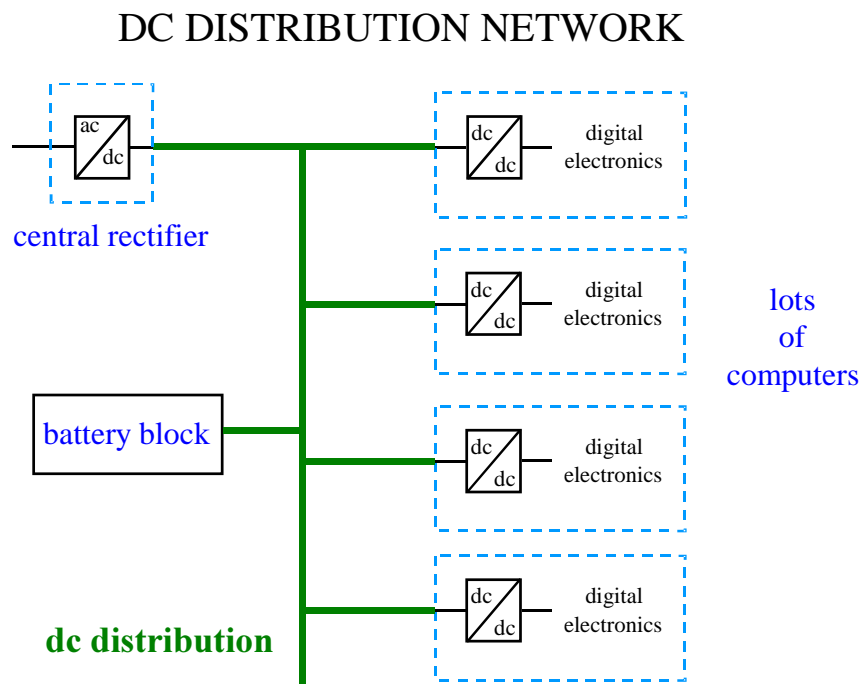 DC DISTRIBUTION NETWORK
ac
dc
central rectifier
dc
dc
digital
electronics
dc
dc
digital
electronics
lots
of
computers
battery block
dc
dc
digital
electronics
dc
dc
digital
electronics
dc distribution